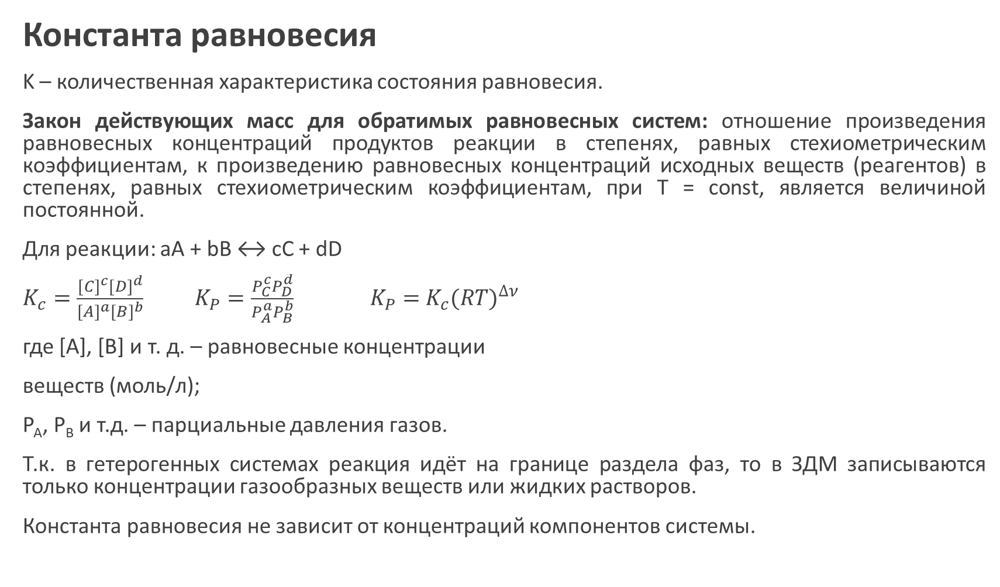 Константа равновесия
K – количественная характеристика состояния равновесия.
Закон действующих масс для обратимых равновесных систем: отношение произведения
равновесных концентраций продуктов реакции в степенях, равных стехиометрическим
коэффициентам, к произведению равновесных концентраций исходных веществ (реагентов) в
степенях, равных стехиометрическим коэффициентам, при T = const, является величиной
постоянной.
Для реакции: aA + bB ↔ cC + dD
$K_c = \frac{[C]^c[D]^d}{[A]^a[B]^b}$ $K_P = \frac{P_C^c P_D^d}{P_A^a P_B^b}$ $K_P = K_c(RT)^{\Delta\nu}$
где [A], [B] и т. д. – равновесные концентрации
веществ (моль/л);
P_A, P_B и т.д. – парциальные давления газов.
Т.к. в гетерогенных системах реакция идёт на границе раздела фаз, то в ЗДМ записываются
только концентрации газообразных веществ или жидких растворов.
Константа равновесия не зависит от концентраций компонентов системы.